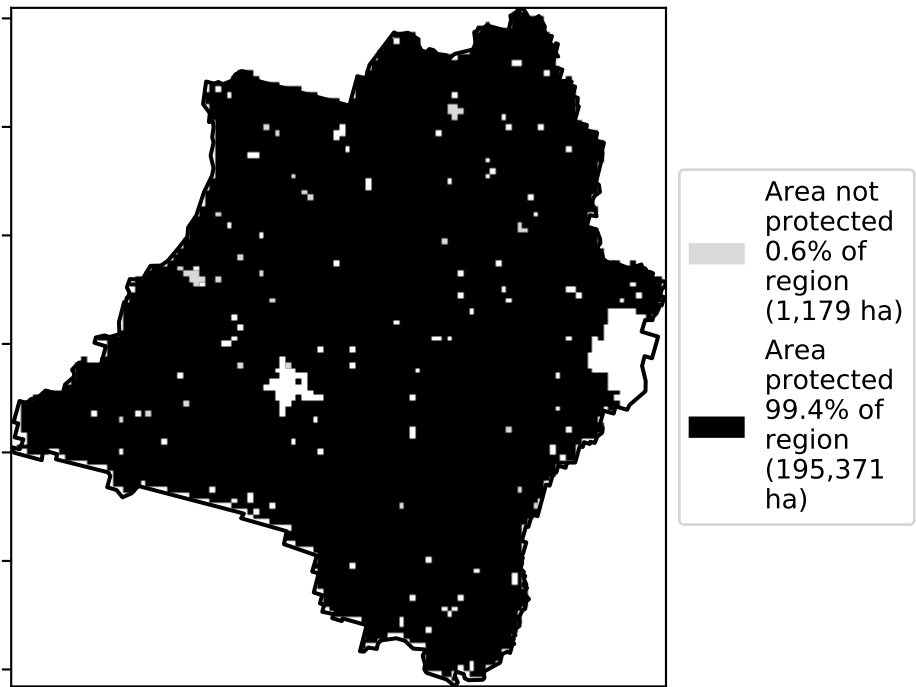 Area not
protected
0.6% of
region
(1,179 ha)
Area
protected
99.4% of
region
(195,371
ha)